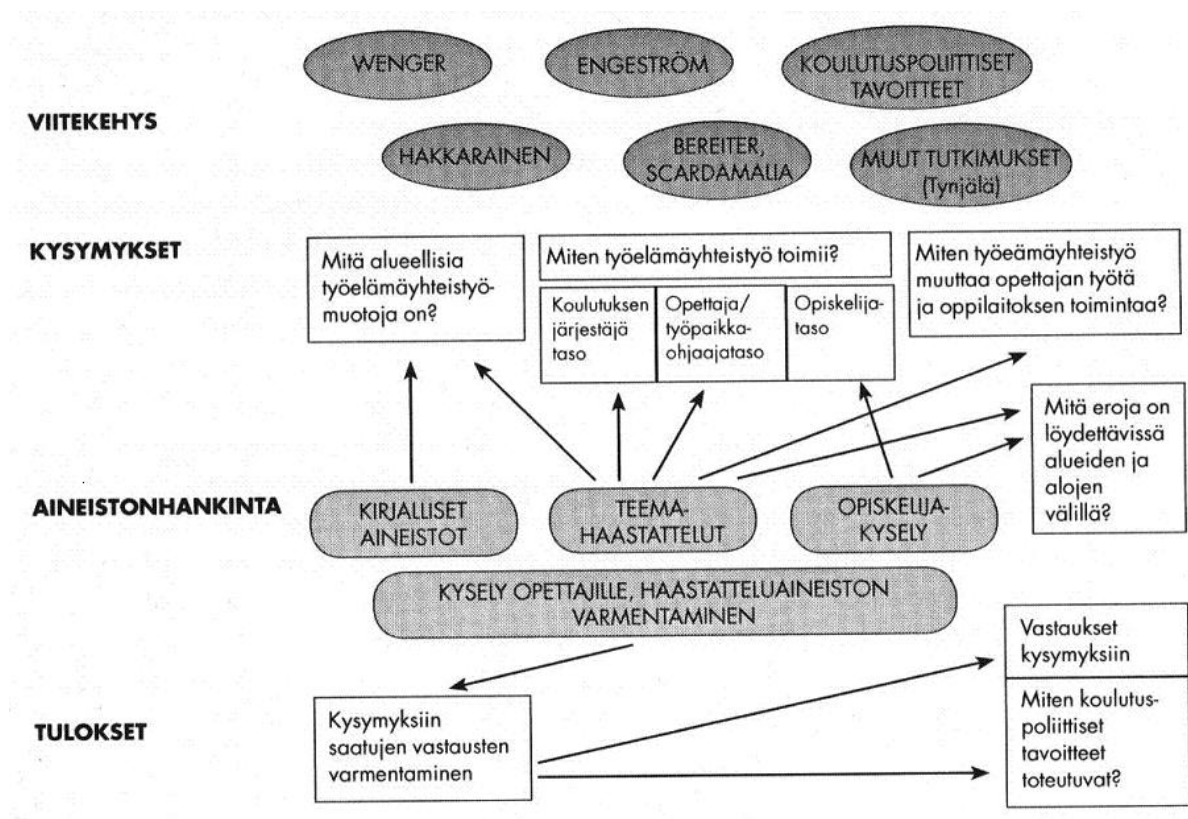 WENGER
ENGESTRÖM
KOULUTUSPOLIITTISET
TAVOITTEET
VIITEKEHYS
HAKKARAINEN
BEREITER,
SCARDAMALIA
MUUT TUTKIMUKSET
(Tynjälä)
KYSYMYKSET
Mitä alueellisia
työelämäyhteistyö-
muotoja on?
Miten työelämäyhteistyö toimii?
Koulutuksen
järjestäjä
taso
Opettaja/
työpaikka-
ohjaajataso
Opiskelija-
taso
Miten työeämäyhteistyö
muuttaa opettajan työtä
ja oppilaitoksen toimintaa?
Mitä eroja on
löydettävissä
alueiden ja
alojen
välillä?
AINEISTONHANKINTA
KIRJALLISET
AINEISTOT
TEEMA-
HAASTATTELUT
OPISKELIJA-
KYSELY
KYSELY OPETTAJILLE, HAASTATTELUAINEISTON
VARMENTAMINEN
TULOKSET
Kysymyksiin
saatujen vastausten
varmentaminen
Vastaukset
kysymyksiin
Miten koulutus-
poliittiset
tavoitteet
toteutuvat?